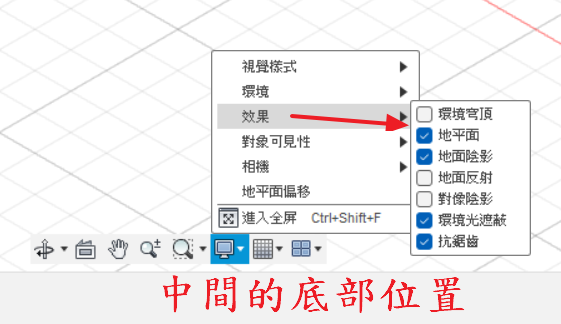 視覺樣式
環境
效果
對象可見性
相機
地平面偏移
進入全屏 Ctrl+Shift+F
環境穹頂
地平面
地面陰影
地面反射
對像陰影
環境光遮蔽
抗鋸齒
中間的底部位置